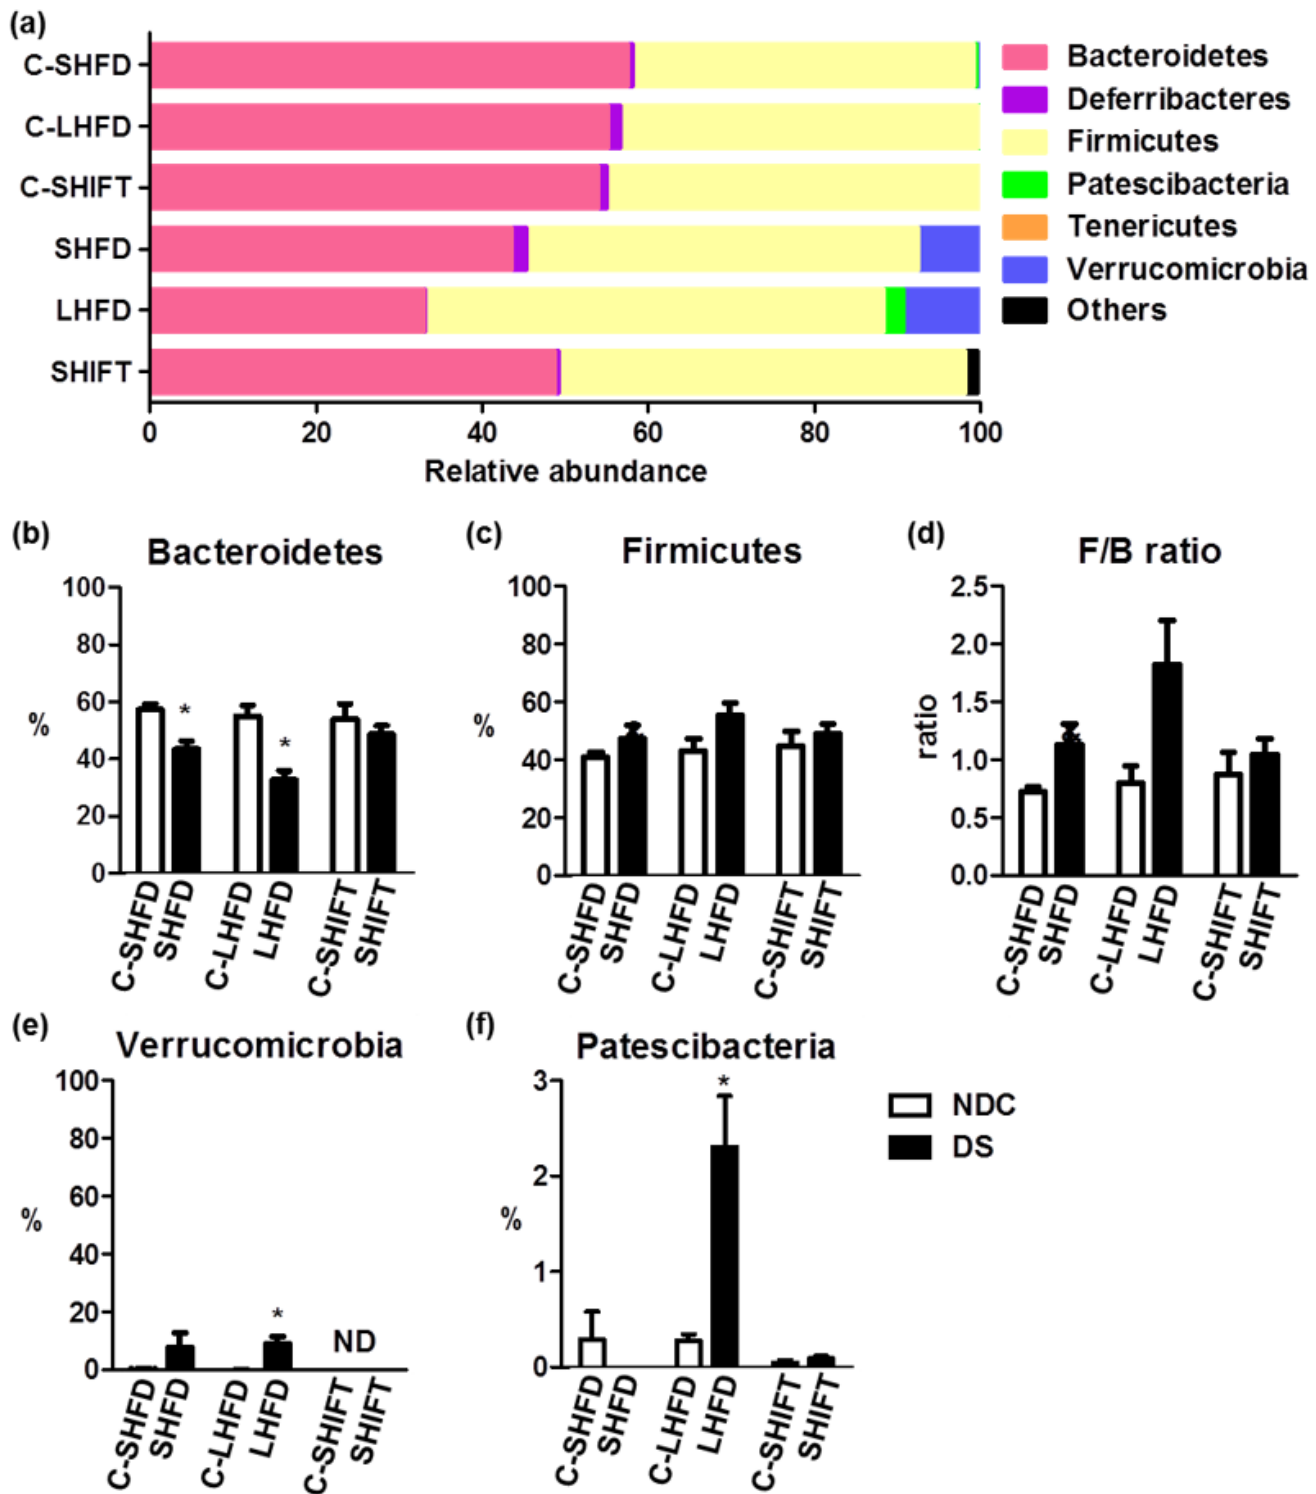 (a)
C-SHFD
C-LHFD
C-SHIFT
SHFD
LHFD
SHIFT
0 20 40 60 80 100
Relative abundance
Bacteroidetes
Deferribacteres
Firmicutes
Patescibacteria
Tenericutes
Verrucomicrobia
Others
(b)
Bacteroidetes
100
80
60
40
20
0
%
* *
C-SHFD SHFD C-LHFD LHFD C-SHIFT SHIFT
(c)
Firmicutes
100
80
60
40
20
0
%
C-SHFD SHFD C-LHFD LHFD C-SHIFT SHIFT
(d)
F/B ratio
2.5
2.0
1.5
1.0
0.5
0.0
ratio
C-SHFD SHFD C-LHFD LHFD C-SHIFT SHIFT
(e)
Verrucomicrobia
100
80
60
40
20
0
%
*
ND
C-SHFD SHFD C-LHFD LHFD C-SHIFT SHIFT
(f)
Patescibacteria
3
2
1
0
%
*
C-SHFD SHFD C-LHFD LHFD C-SHIFT SHIFT
NDC
DS